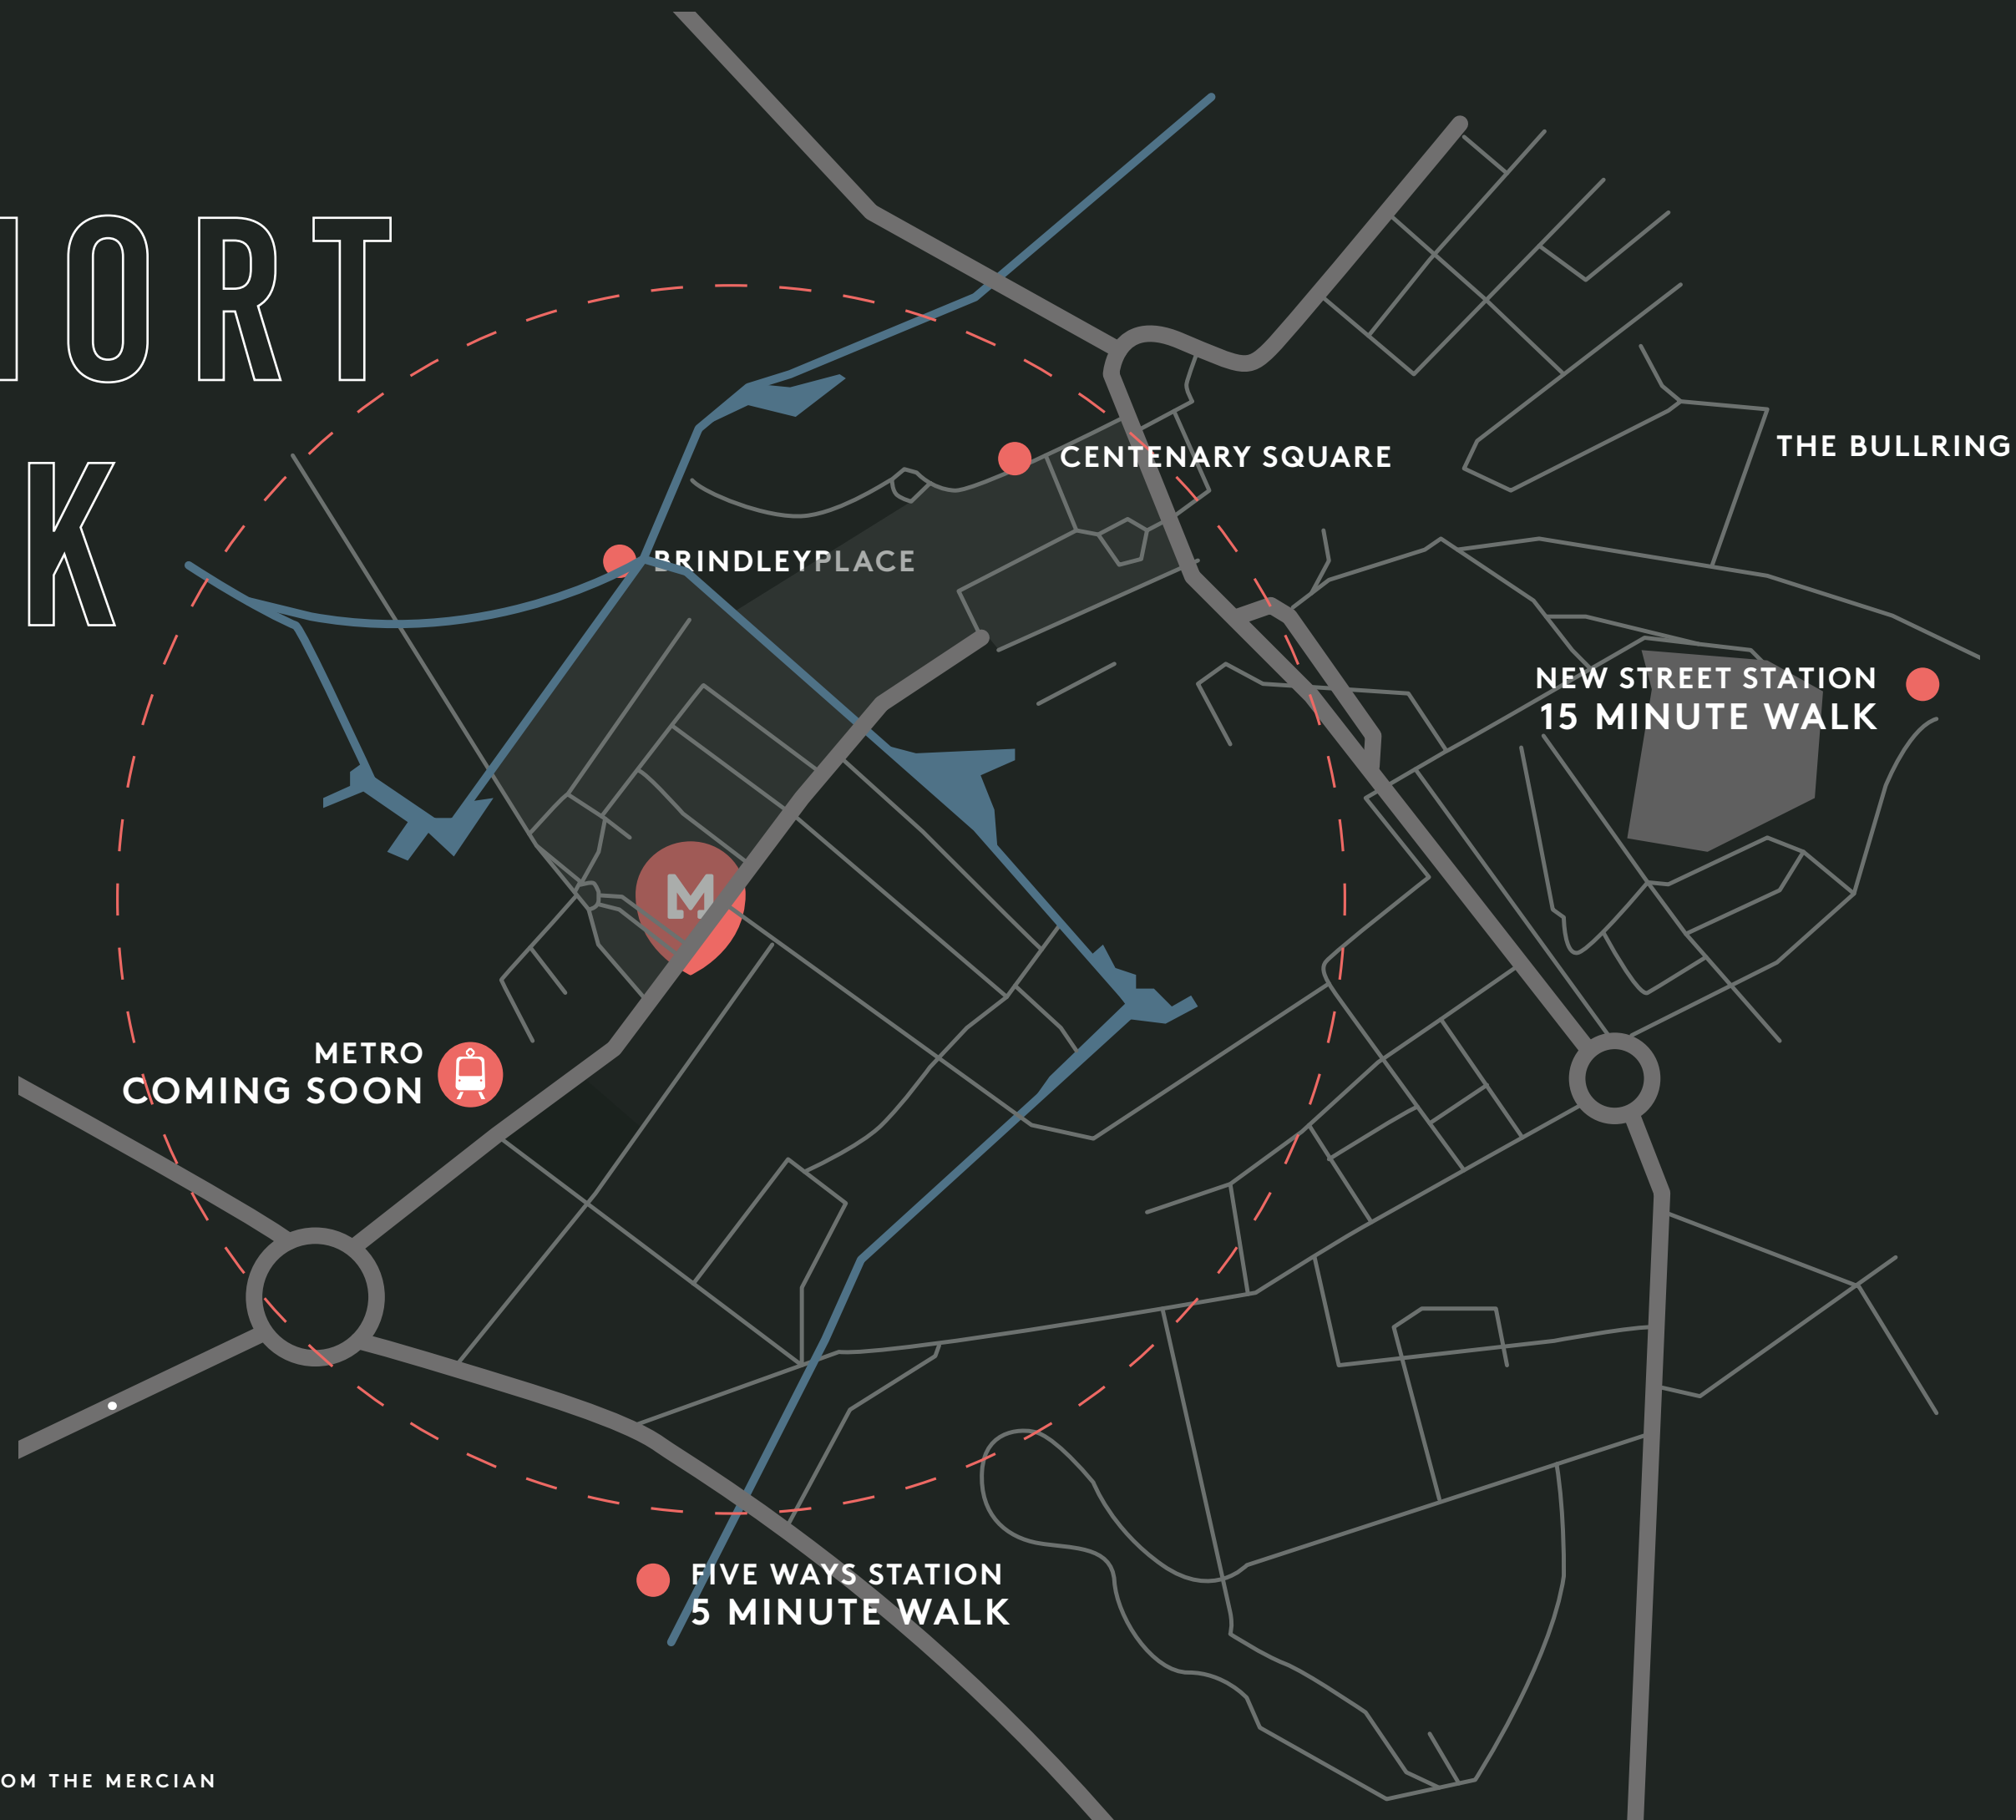 ORT
K
THE BULLRING
CENTENARY SQUARE
BRINDLEYPLACE
NEW STREET STATION
15 MINUTE WALK
M
METRO
COMING SOON
FIVE WAYS STATION
5 MINUTE WALK
OM THE MERCIAN